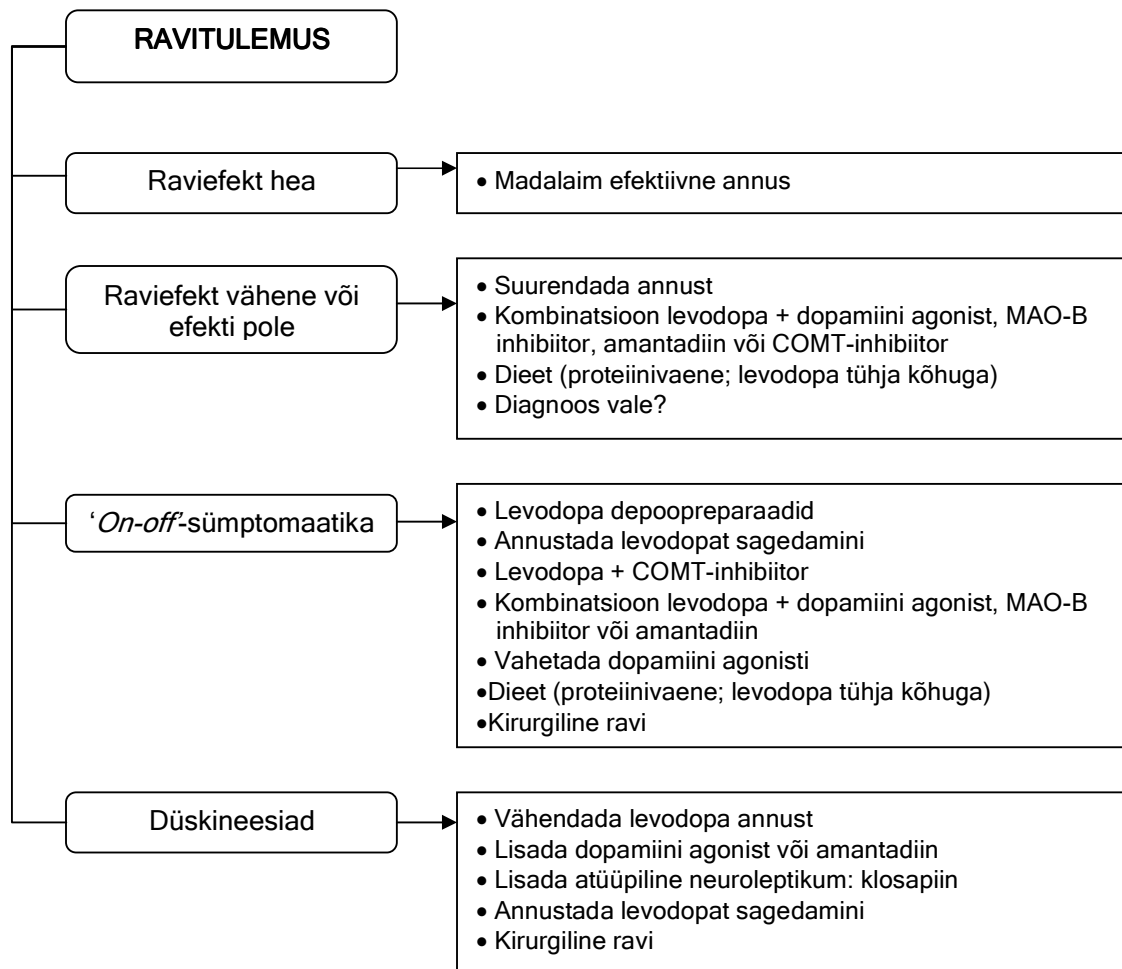 RAVITULEMUS
Raviefekt hea
• Madalaim efektiivne annus
Raviefekt vähene või
efekti pole
• Suurendada annust
• Kombinatsioon levodopa + dopamiini agonist, MAO-B
inhibiitor, amantadiin või COMT-inhibiitor
• Dieet (proteiinivaene; levodopa tühja kõhuga)
• Diagnoos vale?
‘On-off’-sümptomaatika
• Levodopa depoopreparaadid
• Annustada levodopat sagedamini
• Levodopa + COMT-inhibiitor
• Kombinatsioon levodopa + dopamiini agonist, MAO-B
inhibiitor või amantadiin
• Vahetada dopamiini agonisti
•Dieet (proteiinivaene; levodopa tühja kõhuga)
•Kirurgiline ravi
Düskineesiad
• Vähendada levodopa annust
• Lisada dopamiini agonist või amantadiin
• Lisada atüüpiline neuroleptikum: klosapiin
• Annustada levodopat sagedamini
• Kirurgiline ravi